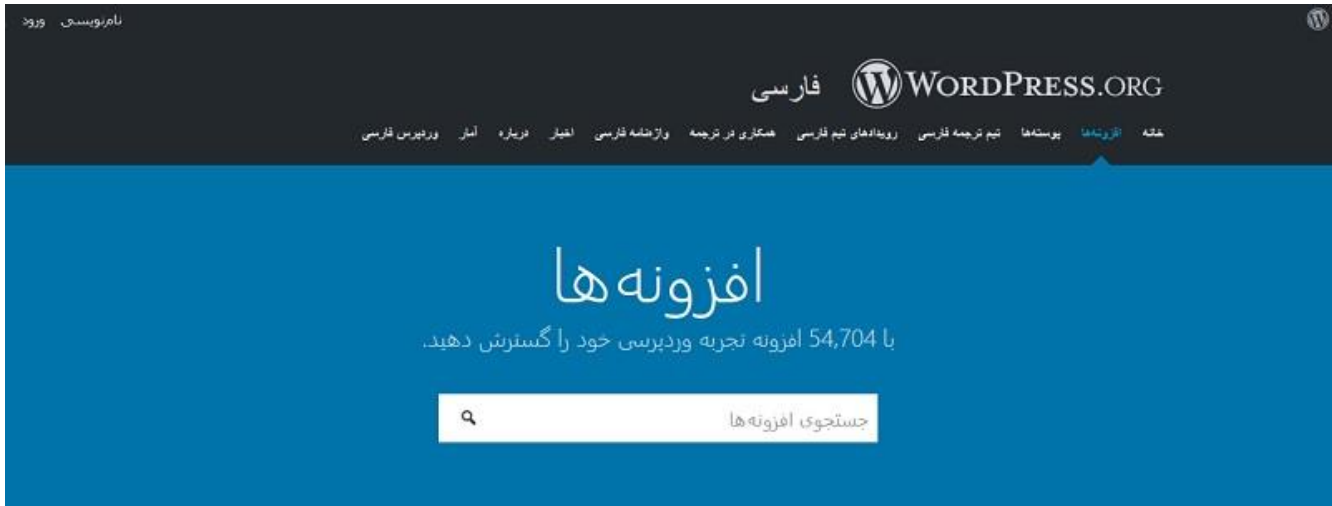 نام‌نویسی ورود
WORDPRESS.ORG فارسی
خانه افزونه‌ها پوسته‌ها تیم ترجمه فارسی رویدادهای تیم فارسی همکاری در ترجمه واژه‌نامه فارسی اخبار درباره آمار وردپرس فارسی
افزونه‌ها
با 54,704 افزونه تجربه وردپرسی خود را گسترش دهید.
جستجوی افزونه‌ها